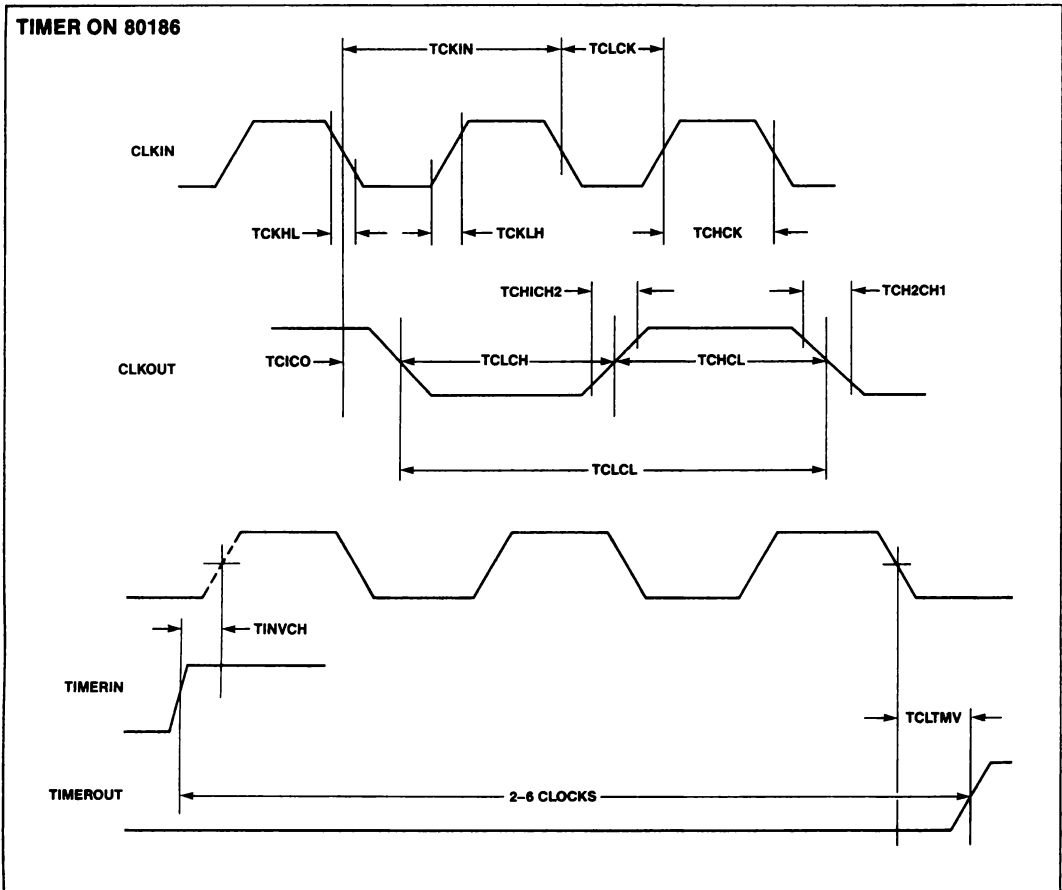 TIMER ON 80186
TCKIN
TCLCK
CLKIN
TCKHL
TCKLH
TCHCK
TCHICH2
TCH2CH1
CLKOUT
TCICO
TCLCH
TCHCL
TCLCL
TINVCH
TIMERIN
TCLTMV
TIMEROUT
2–6 CLOCKS